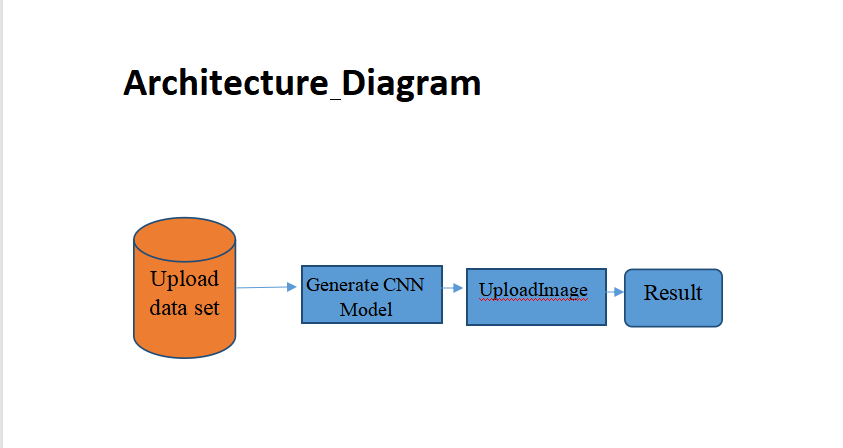 Architecture_Diagram
Upload
data set
Generate CNN
Model
UploadImage
Result